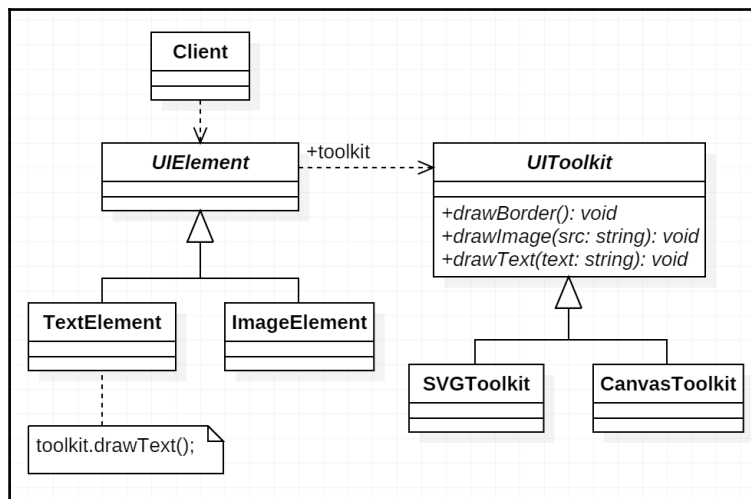 Client
UIElement
+toolkit
UIToolkit
+drawBorder(): void
+drawImage(src: string): void
+drawText(text: string): void
TextElement
ImageElement
SVGToolkit
CanvasToolkit
toolkit.drawText();